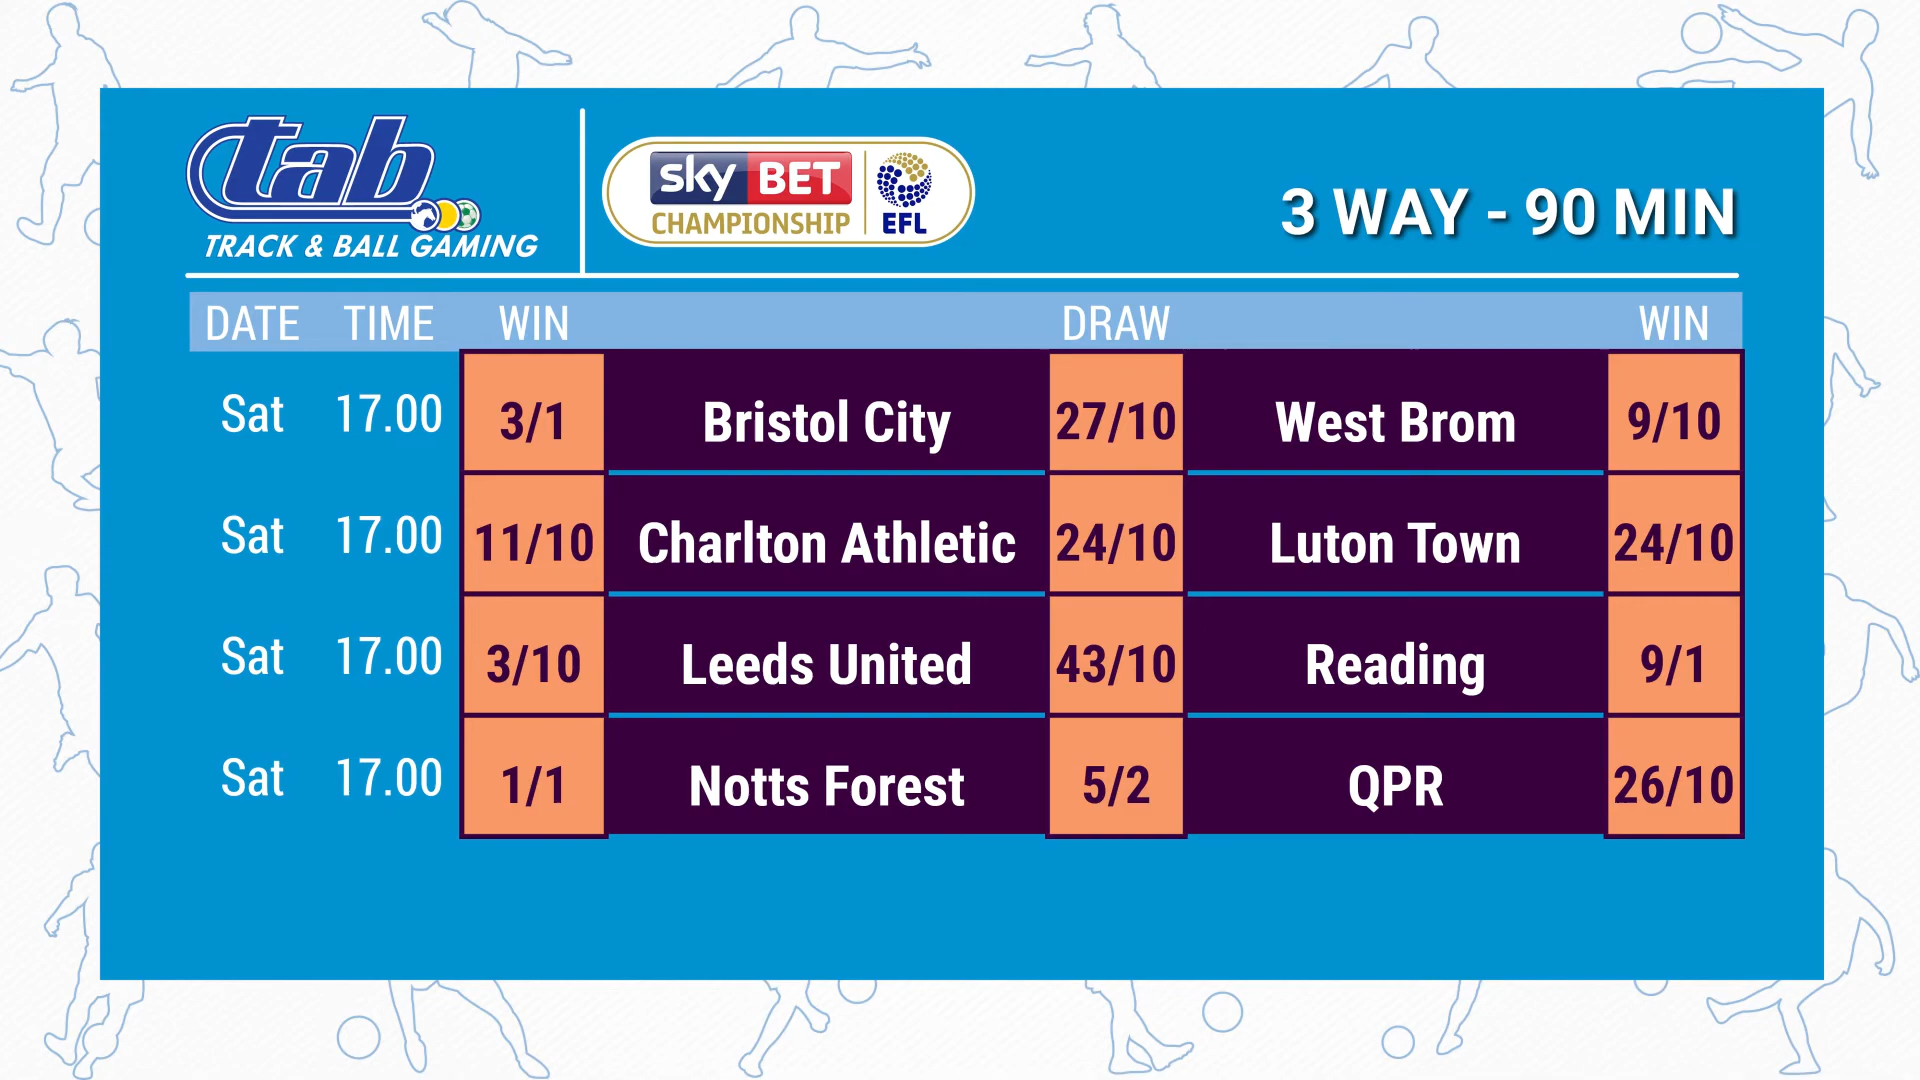 tab
TRACK & BALL GAMING
sky BET
CHAMPIONSHIP
EFL
3 WAY - 90 MIN
DATE TIME WIN DRAW WIN
Sat 17.00 3/1 Bristol City 27/10 West Brom 9/10
Sat 17.00 11/10 Charlton Athletic 24/10 Luton Town 24/10
Sat 17.00 3/10 Leeds United 43/10 Reading 9/1
Sat 17.00 1/1 Notts Forest 5/2 QPR 26/10